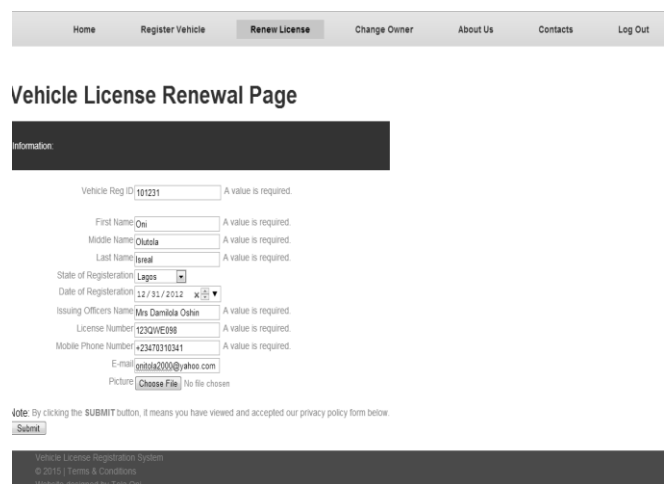 Home Register Vehicle Renew License Change Owner About Us Contacts Log Out
Vehicle License Renewal Page
Information:
Vehicle Reg ID 101231 A value is required.
First Name Oni A value is required.
Middle Name Olutola A value is required.
Last Name Isreal A value is required.
State of Registeration Lagos
Date of Registeration 12/31/2012 x
Issuing Officers Name Mrs Damilola Oshin A value is required.
License Number 123QWE098 A value is required.
Mobile Phone Number +23470310341 A value is required.
E-mail onitola2000@yahoo.com
Picture Choose File No file chosen
Note: By clicking the SUBMIT button, it means you have viewed and accepted our privacy policy form below.
Submit
Vehicle License Registration System
© 2015 | Terms & Conditions
Website designed by